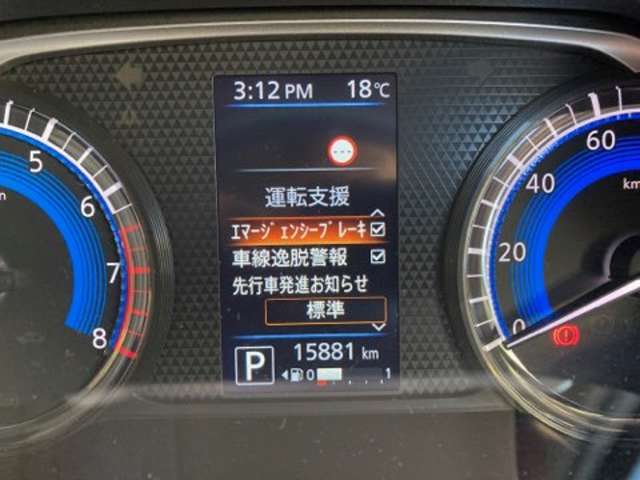 3:12 PM 18℃
運転支援
ｴﾏｰｼﾞｪﾝｼｰﾌﾞﾚｰｷ
車線逸脱警報
先行車発進お知らせ
標準
P 15881 km
0 1
5
6
7
8
60
40
20
0
km